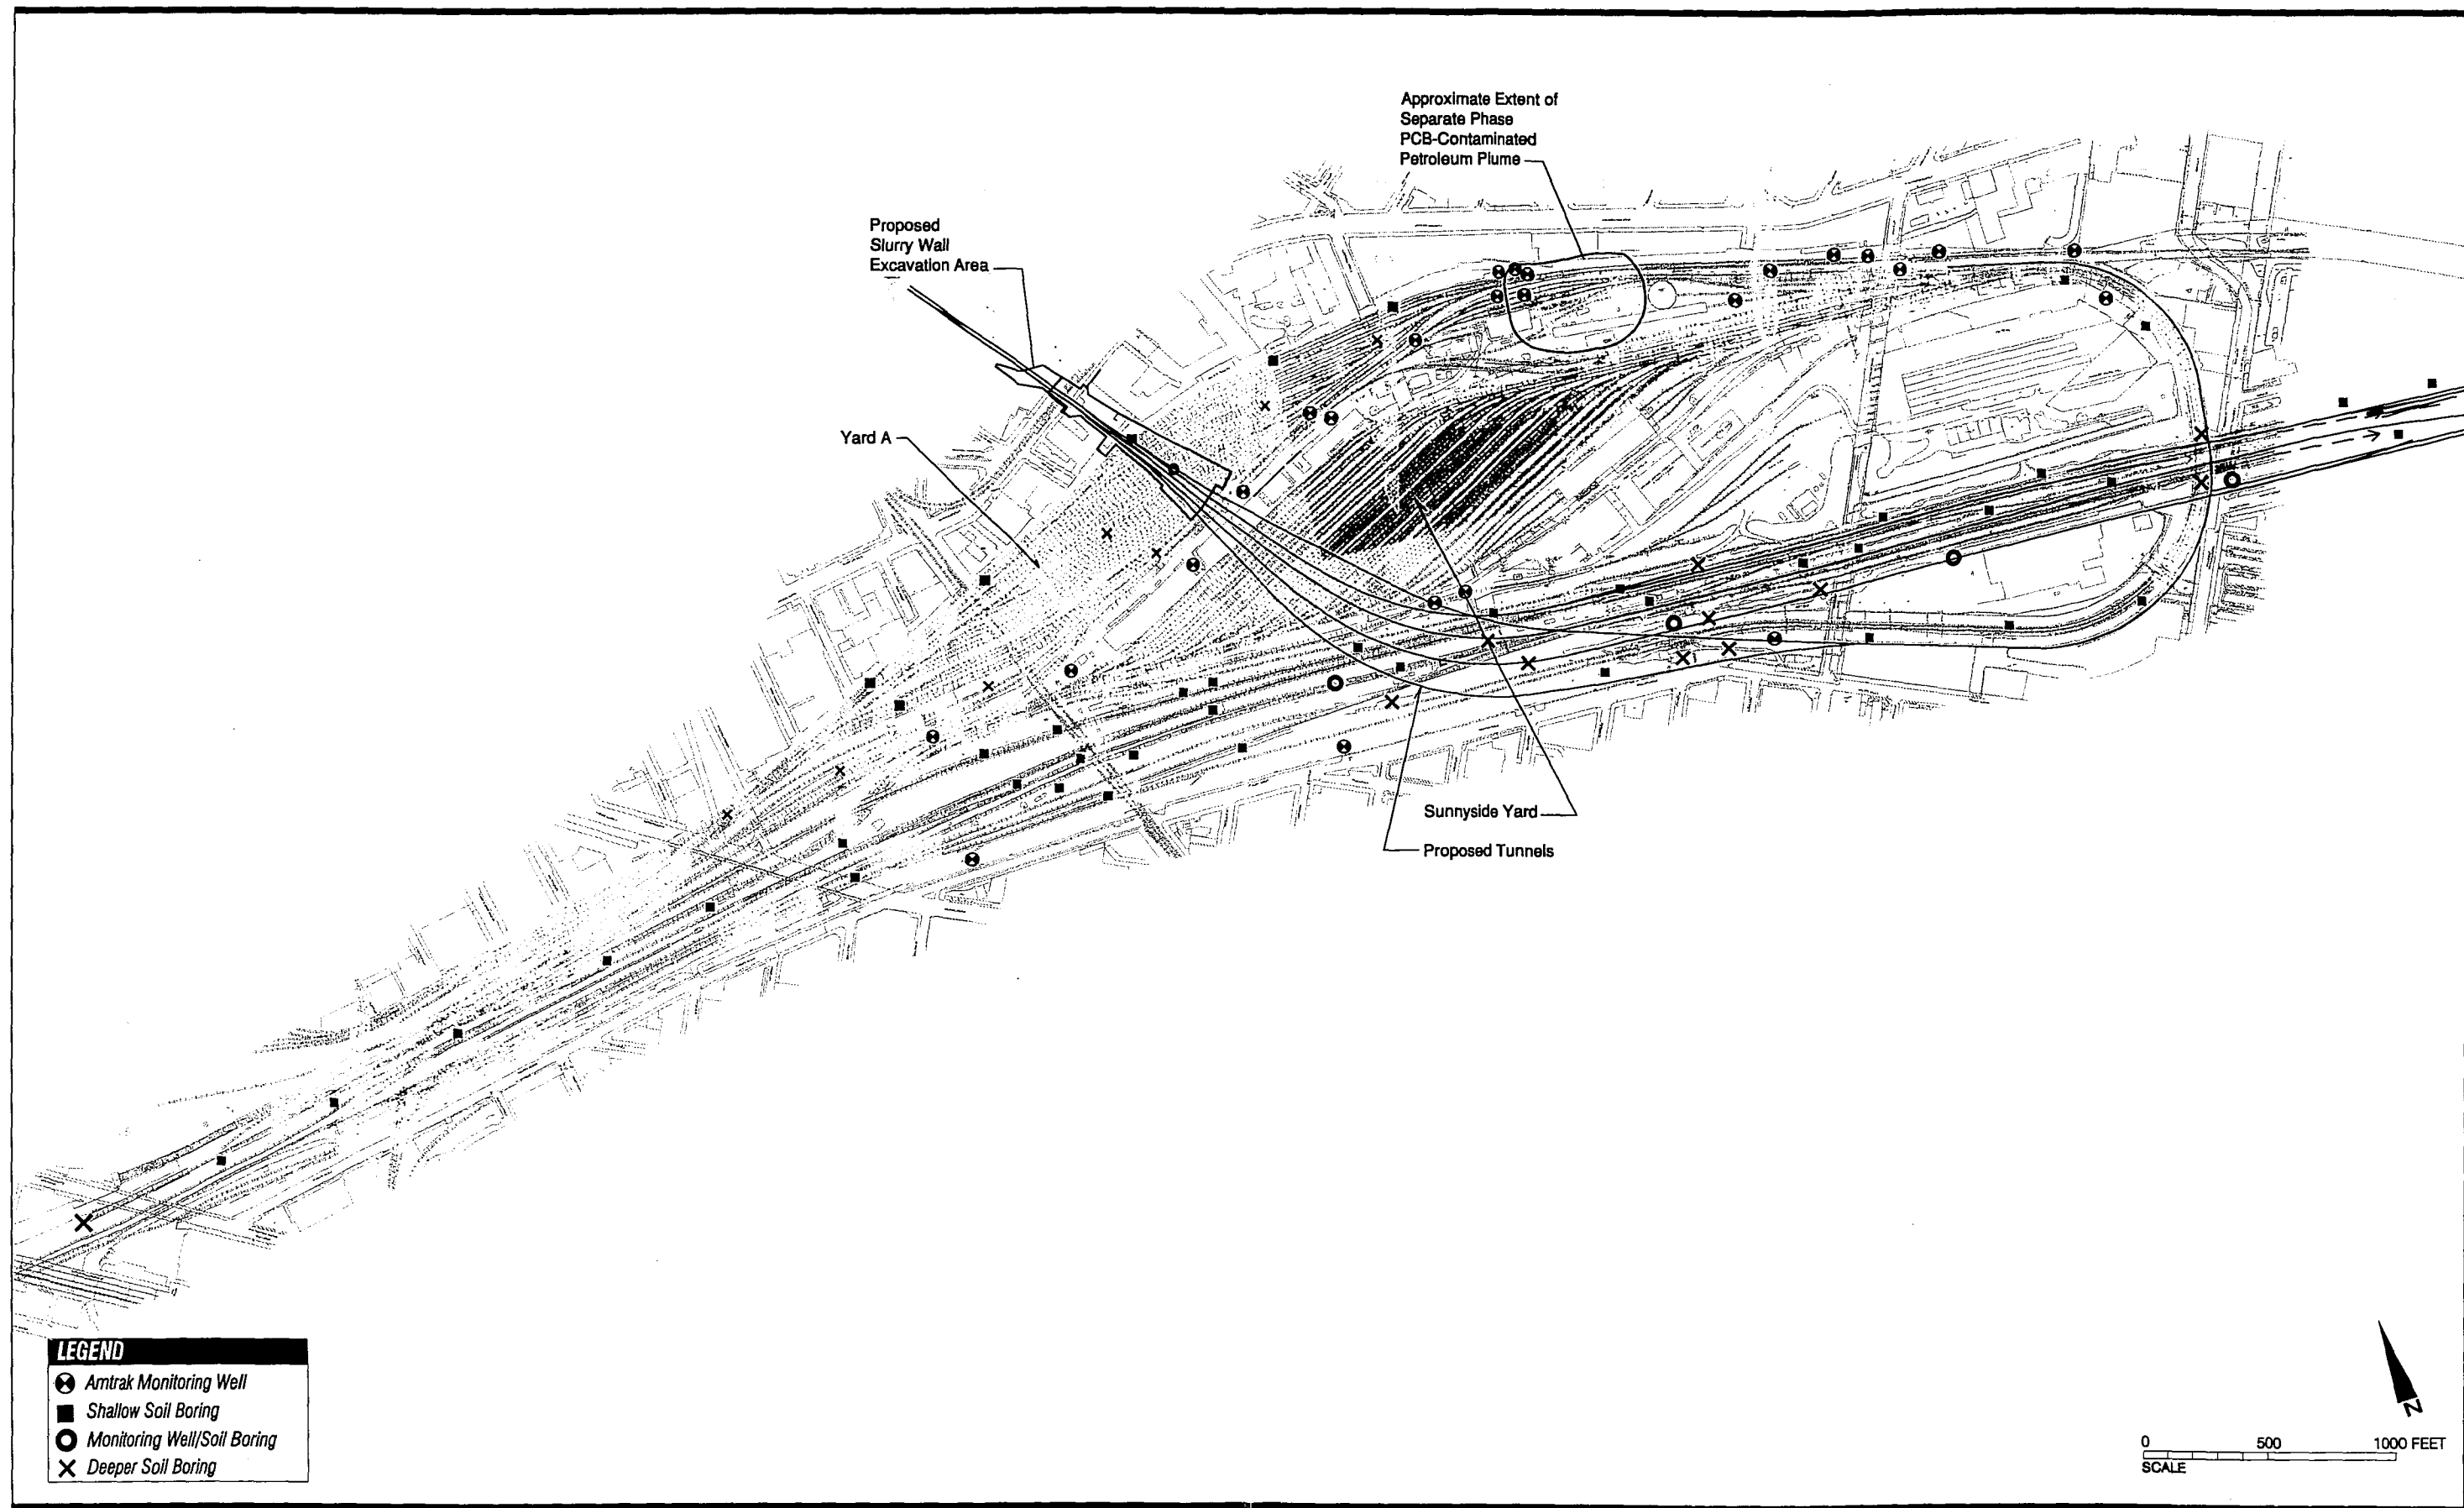 Approximate Extent of
Separate Phase
PCB-Contaminated
Petroleum Plume
Proposed
Slurry Wall
Excavation Area
Yard A
Sunnyside Yard
Proposed Tunnels
LEGEND
Amtrak Monitoring Well
Shallow Soil Boring
Monitoring Well/Soil Boring
Deeper Soil Boring
N
0 500 1000 FEET
SCALE